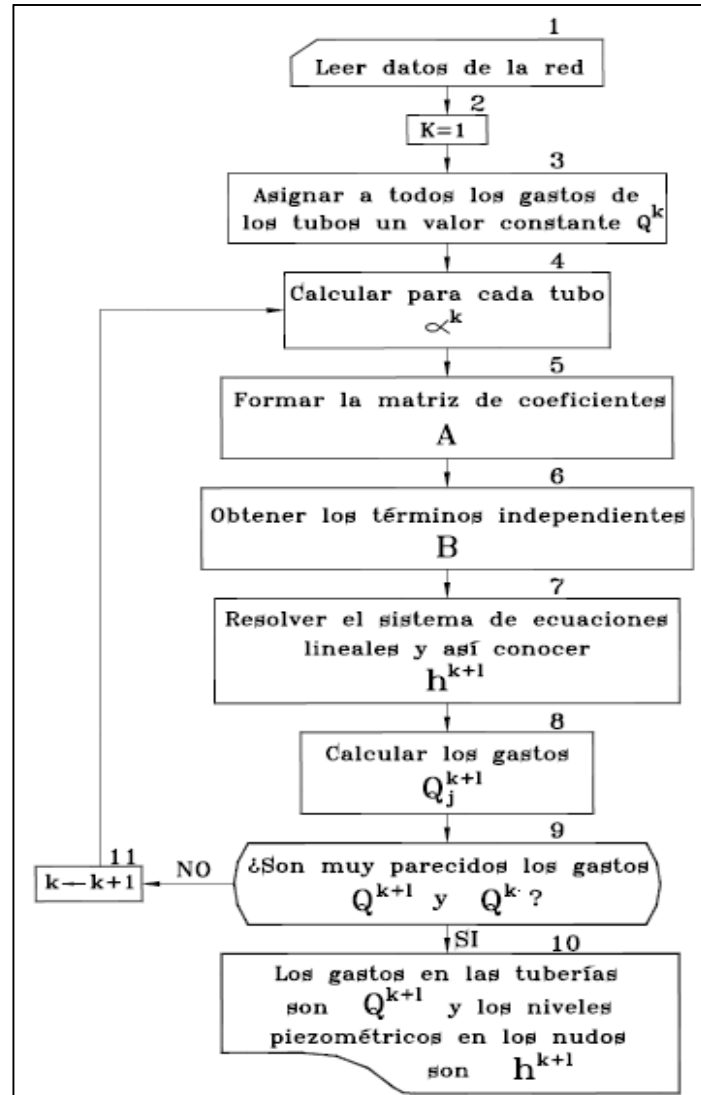 1
Leer datos de la red
2
K=1
3
Asignar a todos los gastos de
los tubos un valor constante Q^k
4
Calcular para cada tubo
∝^k
5
Formar la matriz de coeficientes
A
6
Obtener los términos independientes
B
7
Resolver el sistema de ecuaciones
lineales y así conocer
h^{k+1}
8
Calcular los gastos
Q_j^{k+1}
9
¿Son muy parecidos los gastos
Q^{k+1} y Q^k ?
NO
11
k←k+1
SI
10
Los gastos en las tuberías
son Q^{k+1} y los niveles
piezométricos en los nudos
son h^{k+1}